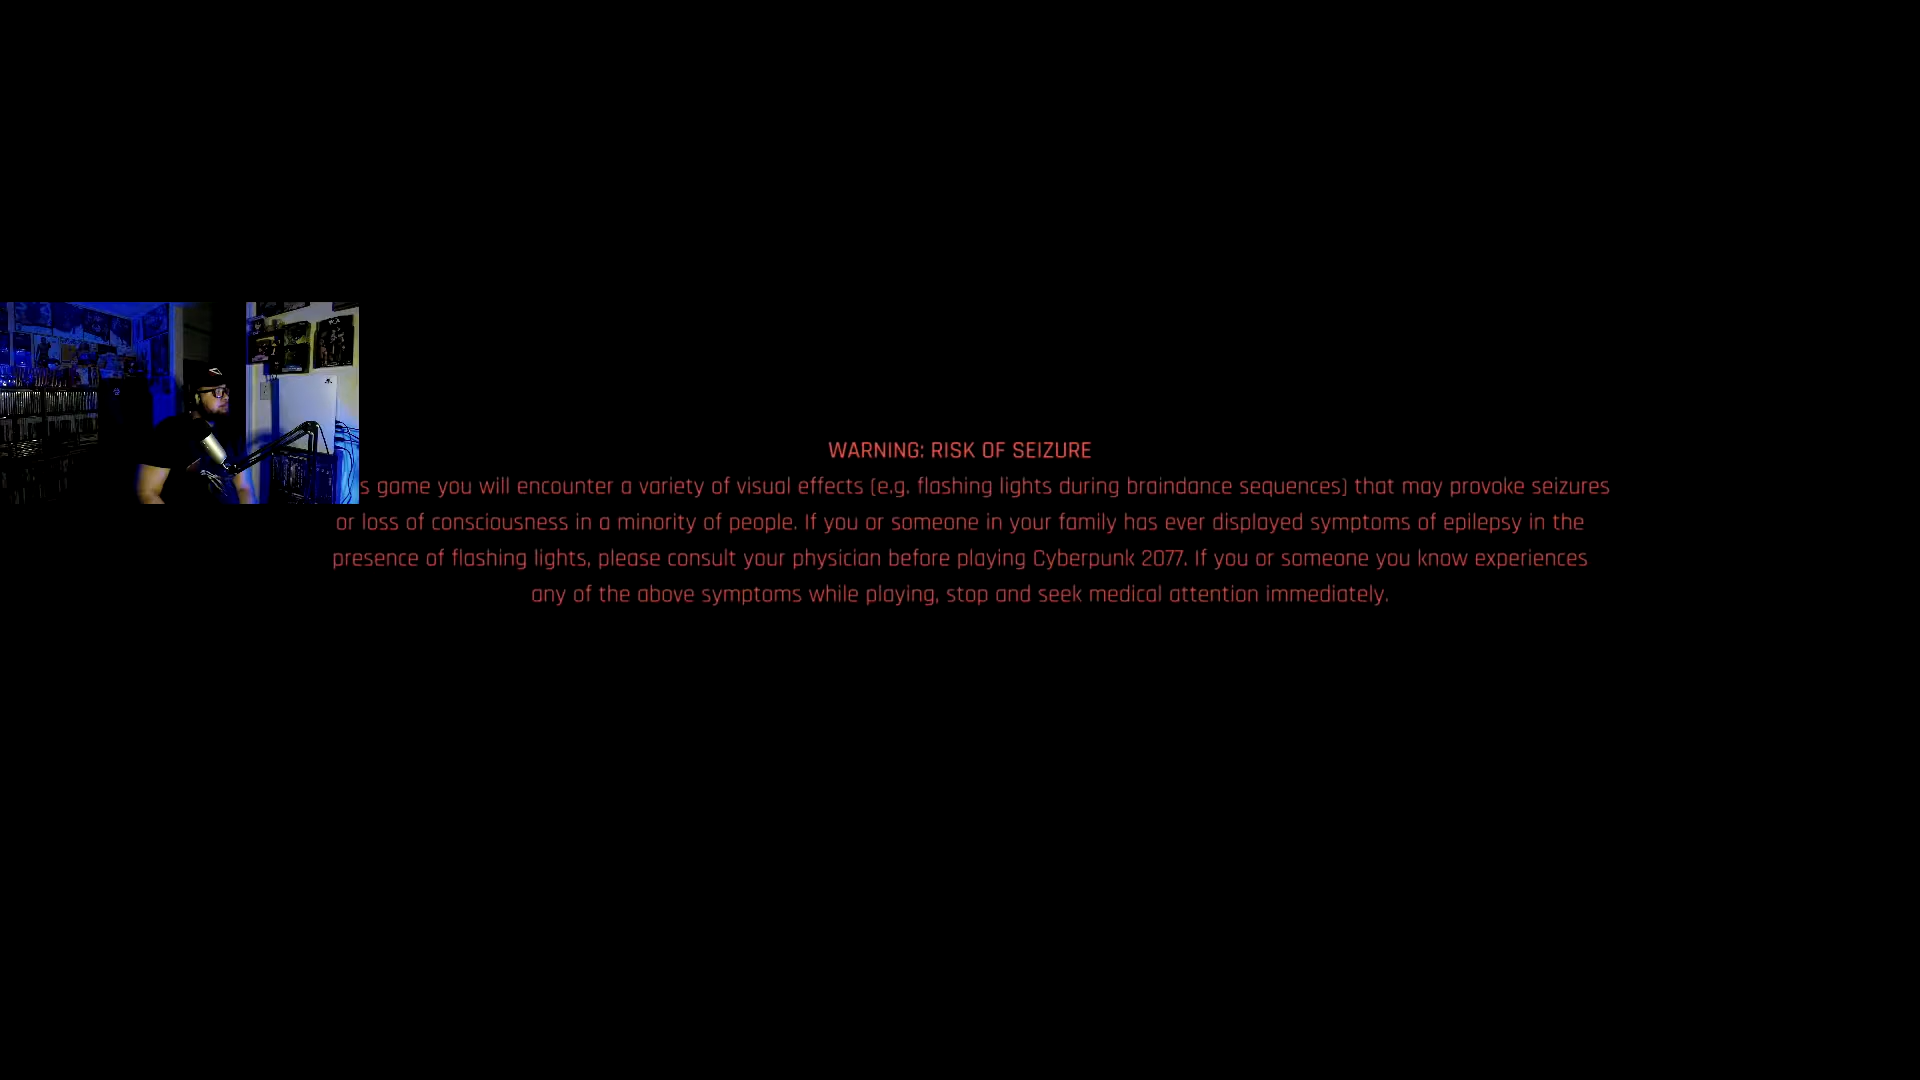 WARNING: RISK OF SEIZURE
s game you will encounter a variety of visual effects (e.g. flashing lights during braindance sequences) that may provoke seizures
or loss of consciousness in a minority of people. If you or someone in your family has ever displayed symptoms of epilepsy in the
presence of flashing lights, please consult your physician before playing Cyberpunk 2077. If you or someone you know experiences
any of the above symptoms while playing, stop and seek medical attention immediately.